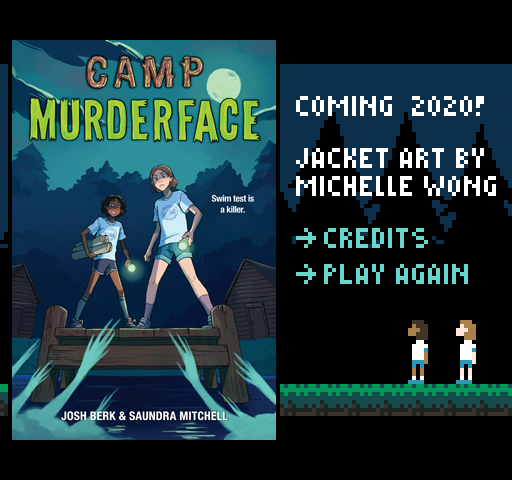 CAMP
MURDERFACE
Swim test is
a killer.
JOSH BERK & SAUNDRA MITCHELL
COMING 2020!
JACKET ART BY
MICHELLE WONG
→ CREDITS
→ PLAY AGAIN